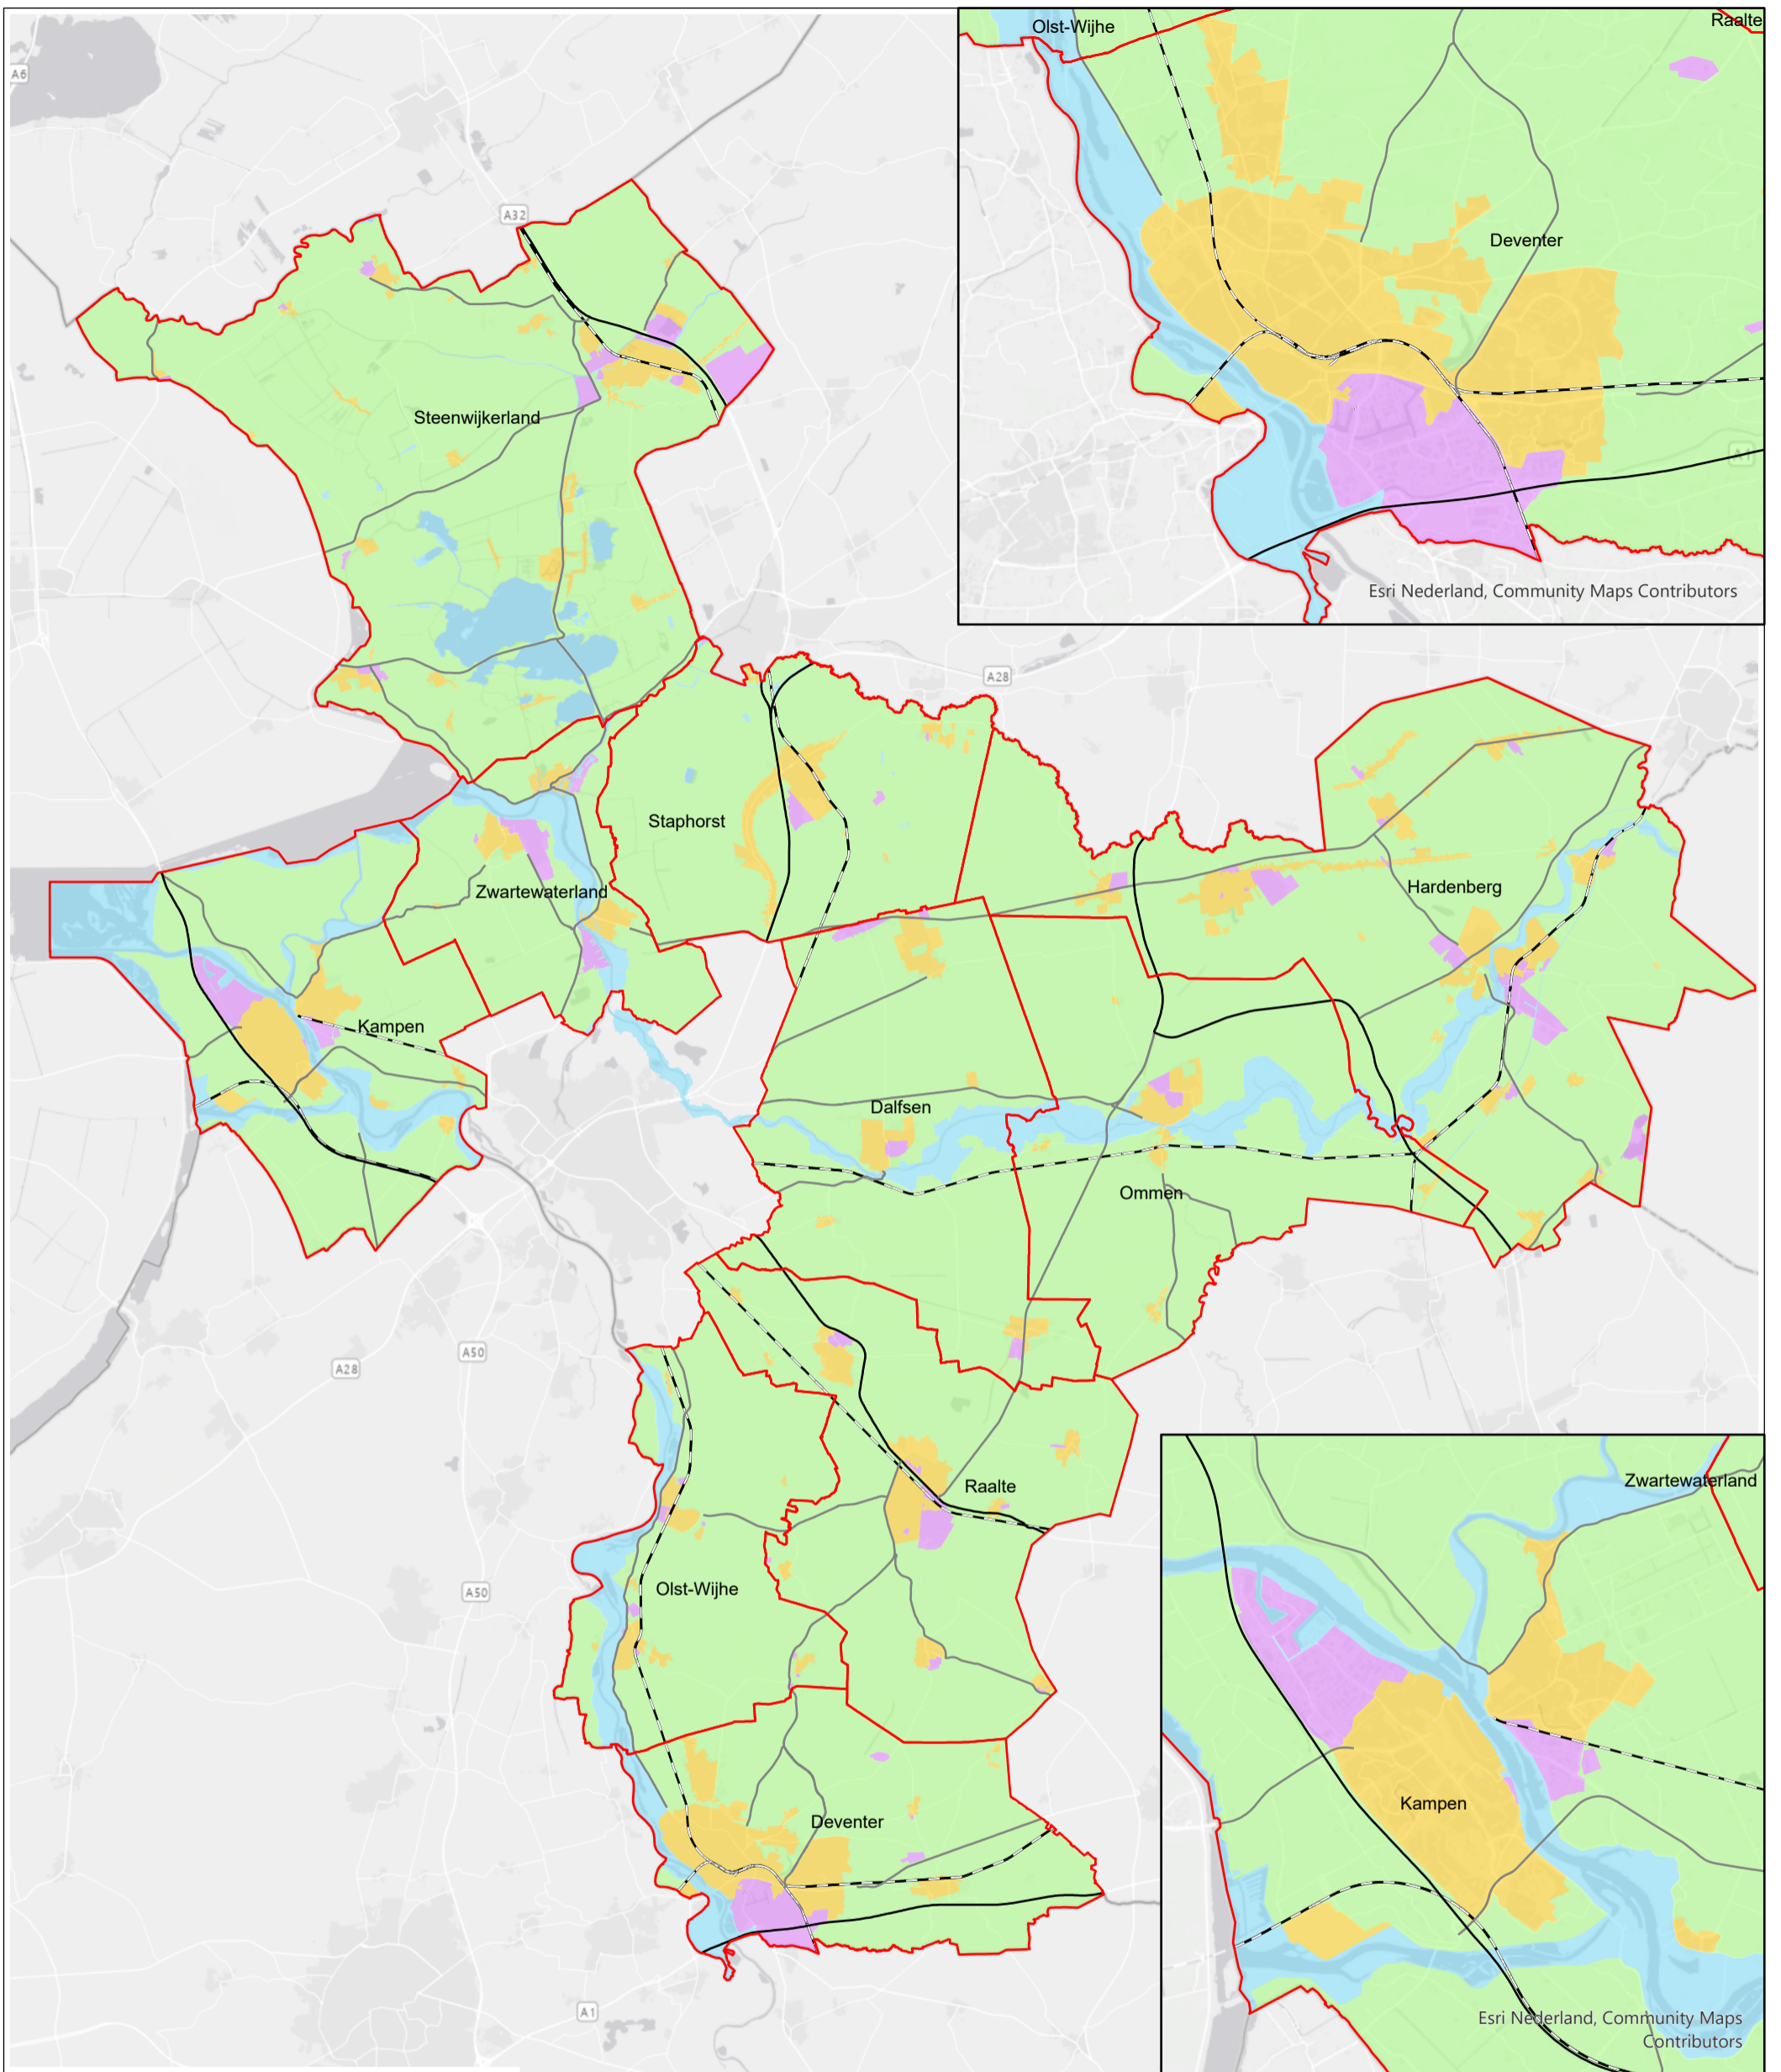 Olst-Wijhe
Raalte
A6
A32
Deventer
A1
Steenwijkerland
Esri Nederland, Community Maps Contributors
A28
Staphorst
Zwartewaterland
Hardenberg
Kampen
Dalfsen
Ommen
A50
A28
Raalte
Zwartewaterland
A50
Olst-Wijhe
Kampen
Deventer
A1
Esri Nederland, Community Maps
Contributors